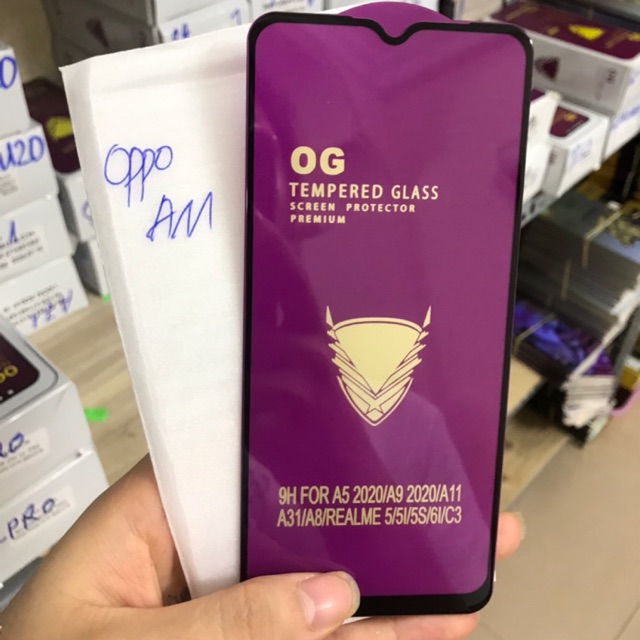 OPPO
A11
OG
TEMPERED GLASS
SCREEN PROTECTOR
PREMIUM
9H FOR A5 2020/A9 2020/A11
A31/A8/REALME 5/5I/5S/6I/C3
PRO